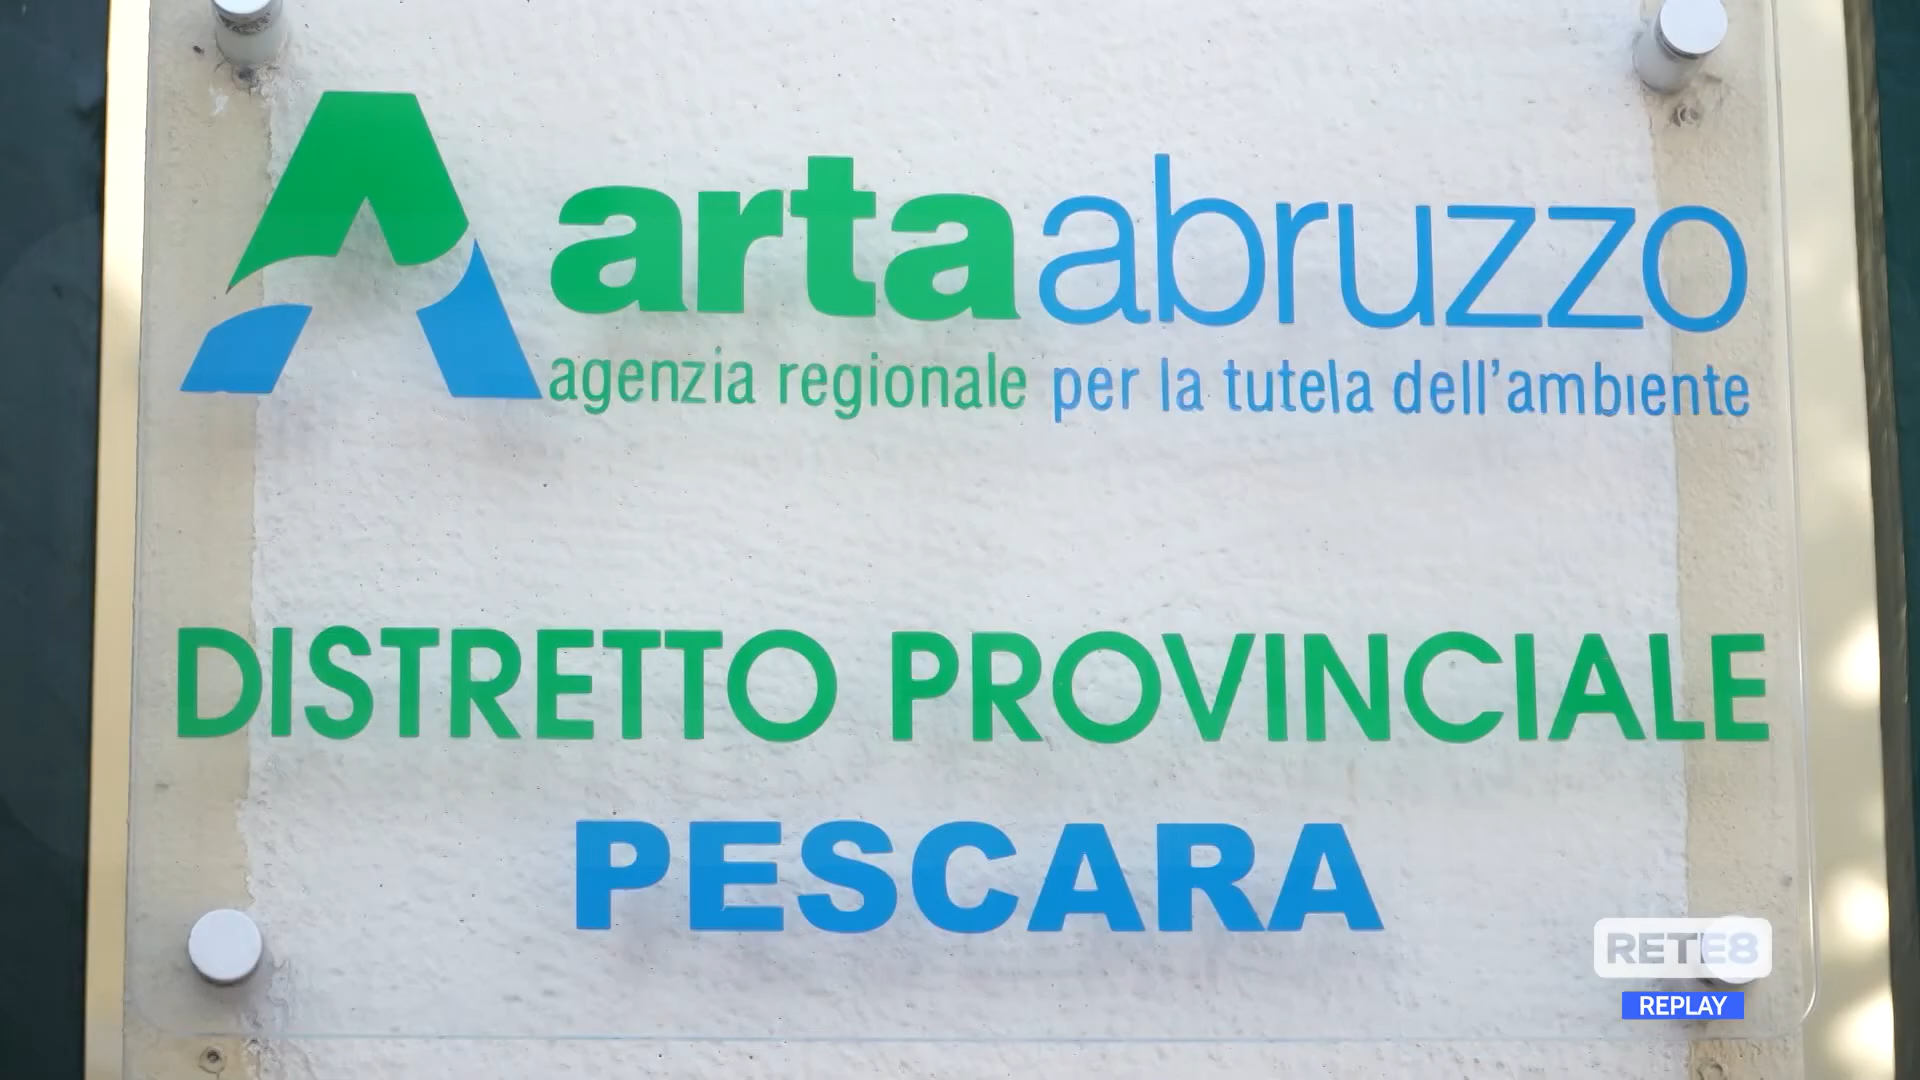 arta abruzzo
agenzia regionale per la tutela dell'ambiente
DISTRETTO PROVINCIALE
PESCARA
RETE8
REPLAY